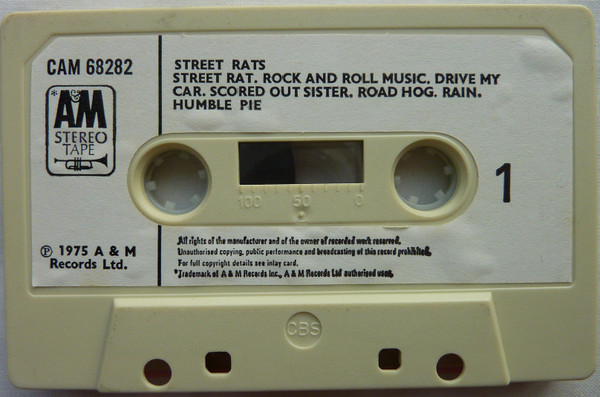 CAM 68282
* A&M
STEREO
TAPE
STREET RATS
STREET RAT. ROCK AND ROLL MUSIC. DRIVE MY
CAR. SCORED OUT SISTER. ROAD HOG. RAIN.
HUMBLE PIE
100 50 0
1
℗ 1975 A & M
Records Ltd.
All rights of the manufacturer and of the owner of recorded work reserved.
Unauthorised copying, public performance and broadcasting of this record prohibited.
For full copyright details see inlay card.
*Trademark of A & M Records Inc., A & M Records Ltd authorised user.
CBS